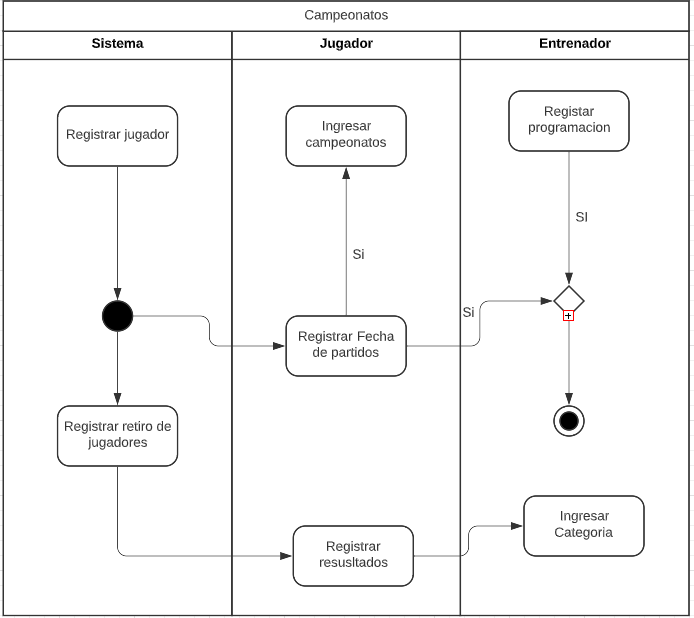 Campeonatos
Sistema
Jugador
Entrenador
Registrar jugador
Ingresar
campeonatos
Registar
programacion
SI
Si
Si
Registrar Fecha
de partidos
Registrar retiro de
jugadores
Registrar
resusltados
Ingresar
Categoria